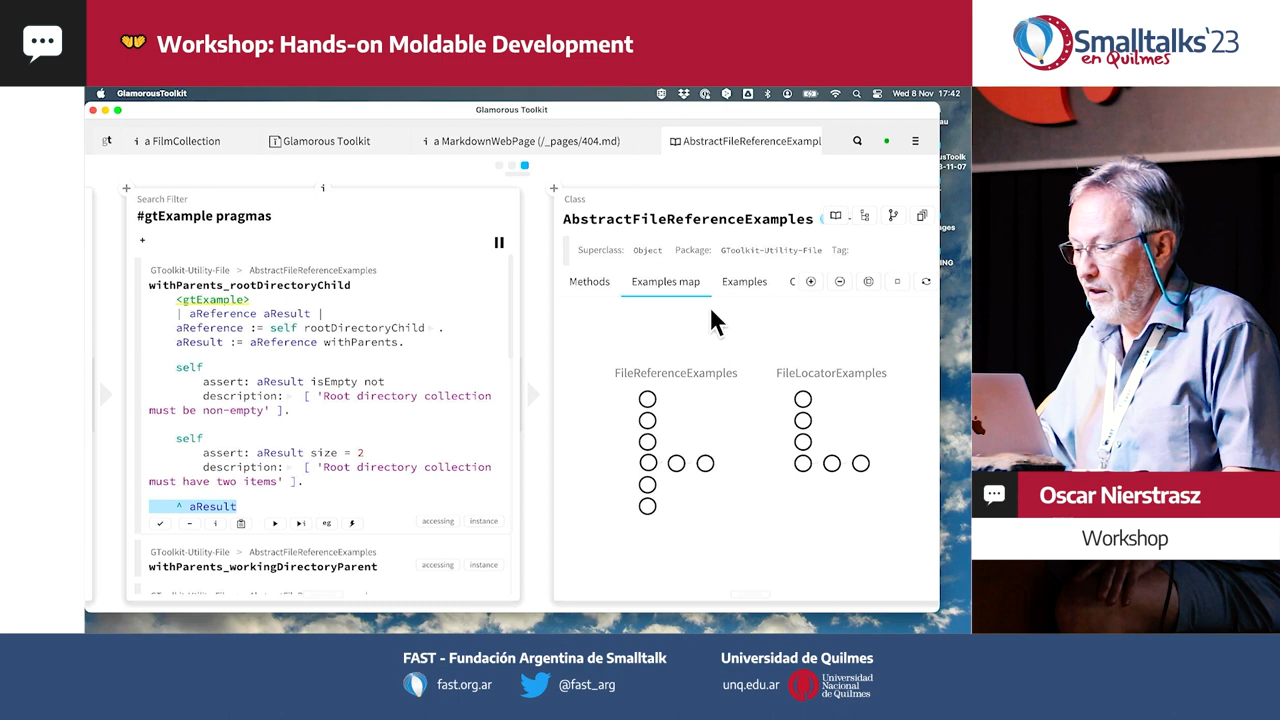 Workshop: Hands-on Moldable Development
Smalltalks'23
en Quilmes
GlamorousToolkit
Wed 8 Nov 17:42
Glamorous Toolkit
gt
i a FilmCollection
Glamorous Toolkit
i a MarkdownWebPage (/_pages/404.md)
AbstractFileReferenceExampl
i
Search Filter
#gtExample pragmas
+
GToolkit-Utility-File > AbstractFileReferenceExamples
withParents_rootDirectoryChild
<gtExample>
| aReference aResult |
aReference := self rootDirectoryChild .
aResult := aReference withParents.
self
assert: aResult isEmpty not
description: [ 'Root directory collection
must be non-empty' ].
self
assert: aResult size = 2
description: [ 'Root directory collection
must have two items' ].
^ aResult
i eg accessing instance
GToolkit-Utility-File > AbstractFileReferenceExamples
withParents_workingDirectoryParent
accessing instance
Class
AbstractFileReferenceExamples
Superclass: Object Package: GToolkit-Utility-File Tag:
Methods Examples map Examples C
FileReferenceExamples FileLocatorExamples
Oscar Nierstrasz
Workshop
FAST - Fundación Argentina de Smalltalk
fast.org.ar @fast_arg
Universidad de Quilmes
unq.edu.ar
Universidad
Nacional
de Quilmes